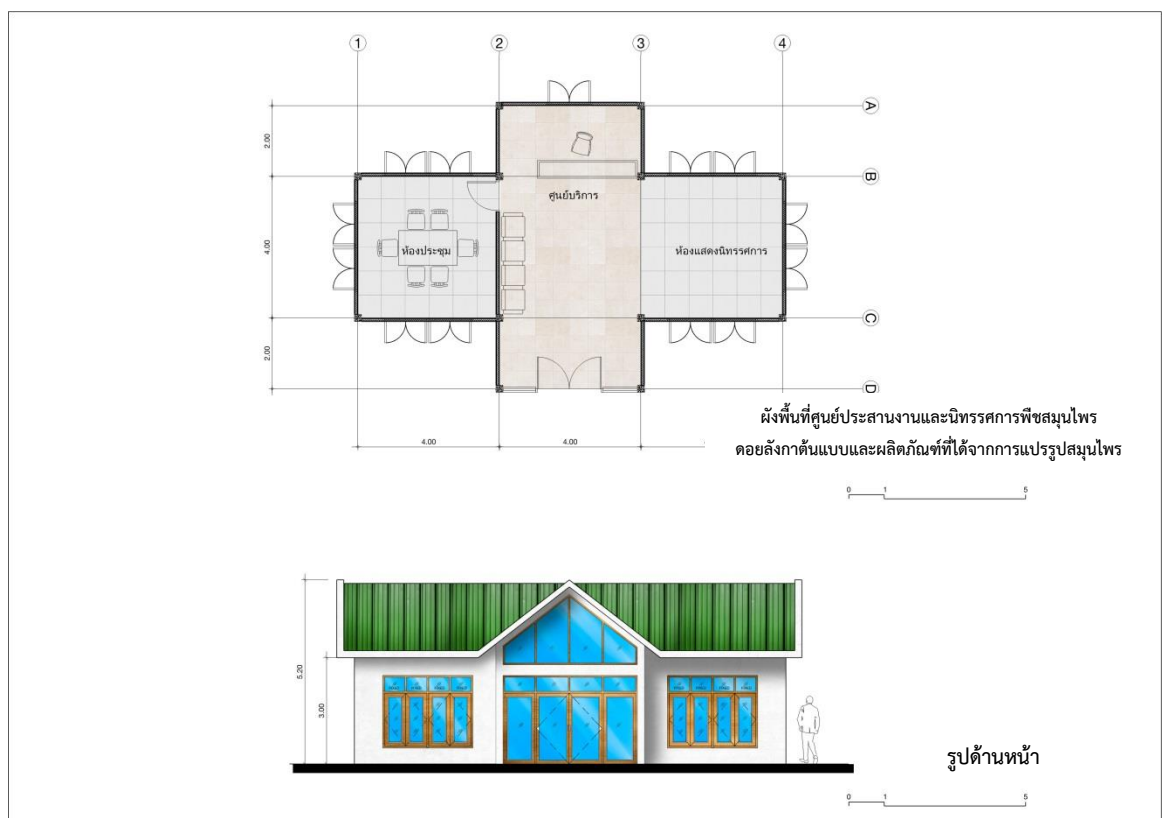 1 2 3 4
A
2.00
B
ศูนย์บริการ
4.00
ห้องประชุม
ห้องแสดงนิทรรศการ
C
2.00
D
ผังพื้นที่ศูนย์ประสานงานและนิทรรศการพืชสมุนไพร
ดอยลังกาต้นแบบและผลิตภัณฑ์ที่ได้จากการแปรรูปสมุนไพร
4.00 4.00
0 1 5
5.20
3.00
รูปด้านหน้า
0 1 5